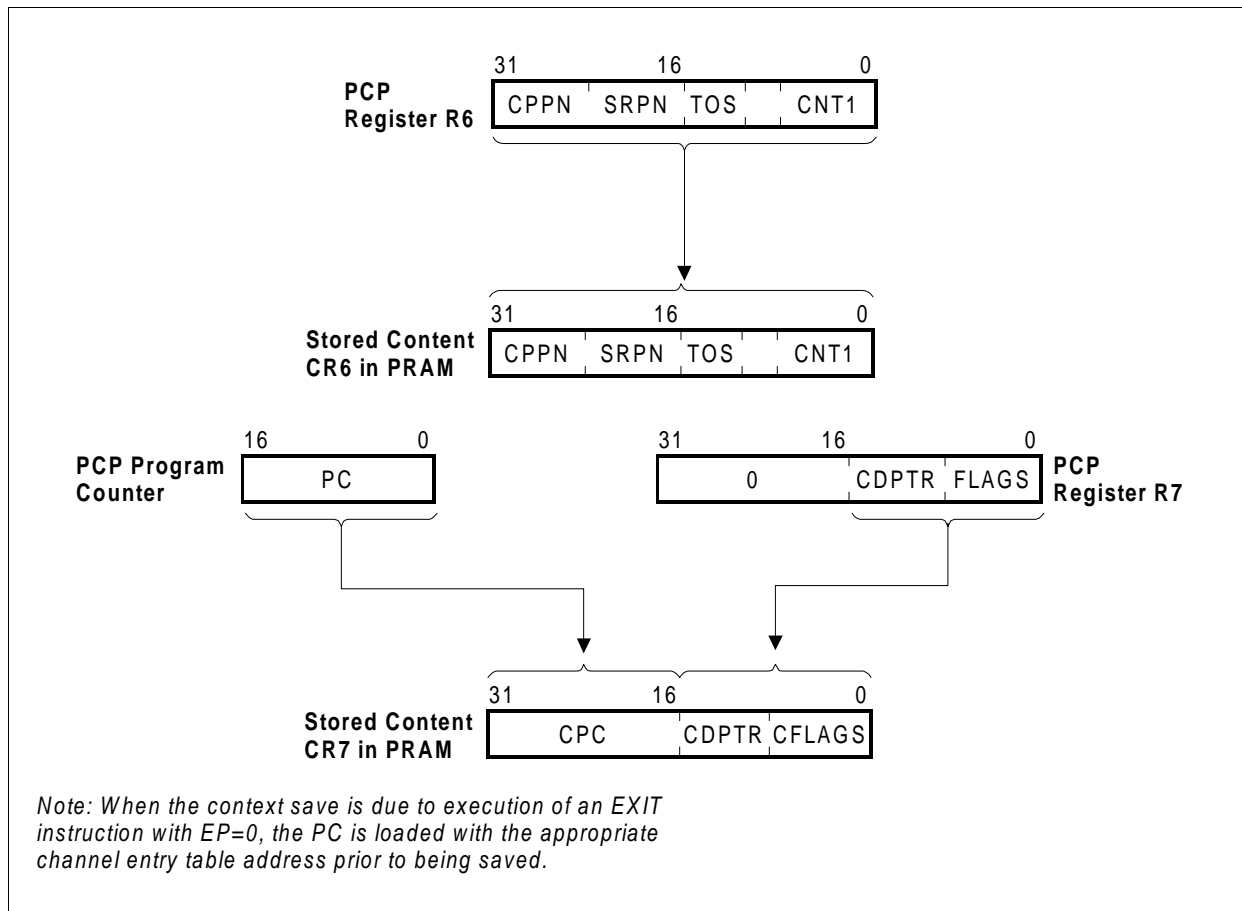 31 16 0
PCP
Register R6
CPPN SRPN TOS CNT1
31 16 0
Stored Content
CR6 in PRAM
CPPN SRPN TOS CNT1
16 0
PCP Program
Counter
PC
31 16 0
0 CDPTR FLAGS
PCP
Register R7
31 16 0
Stored Content
CR7 in PRAM
CPC CDPTR CFLAGS
Note: When the context save is due to execution of an EXIT
instruction with EP=0, the PC is loaded with the appropriate
channel entry table address prior to being saved.